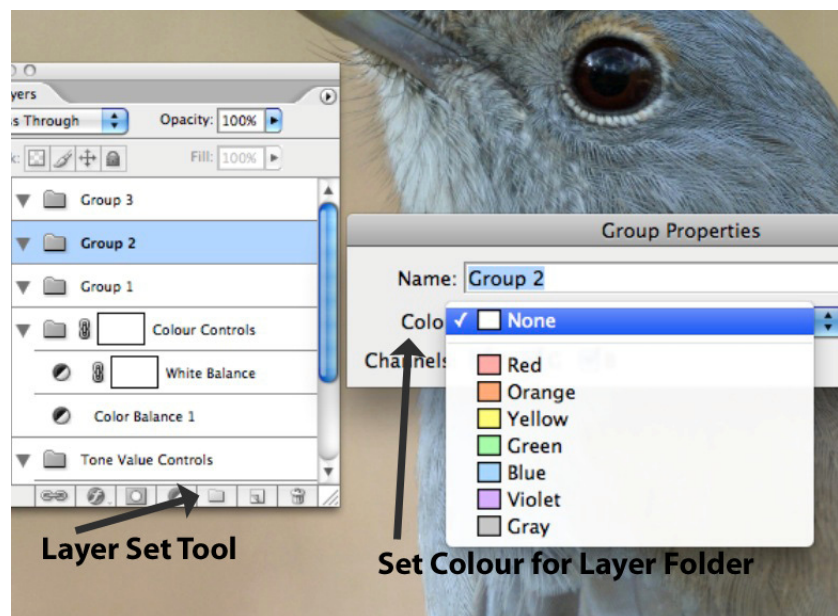 yers
s Through
Opacity: 100%
k:
Fill: 100%
Group 3
Group 2
Group 1
Colour Controls
White Balance
Color Balance 1
Tone Value Controls
Layer Set Tool
Group Properties
Name: Group 2
Colo
None
Channels
Red
Orange
Yellow
Green
Blue
Violet
Gray
Set Colour for Layer Folder